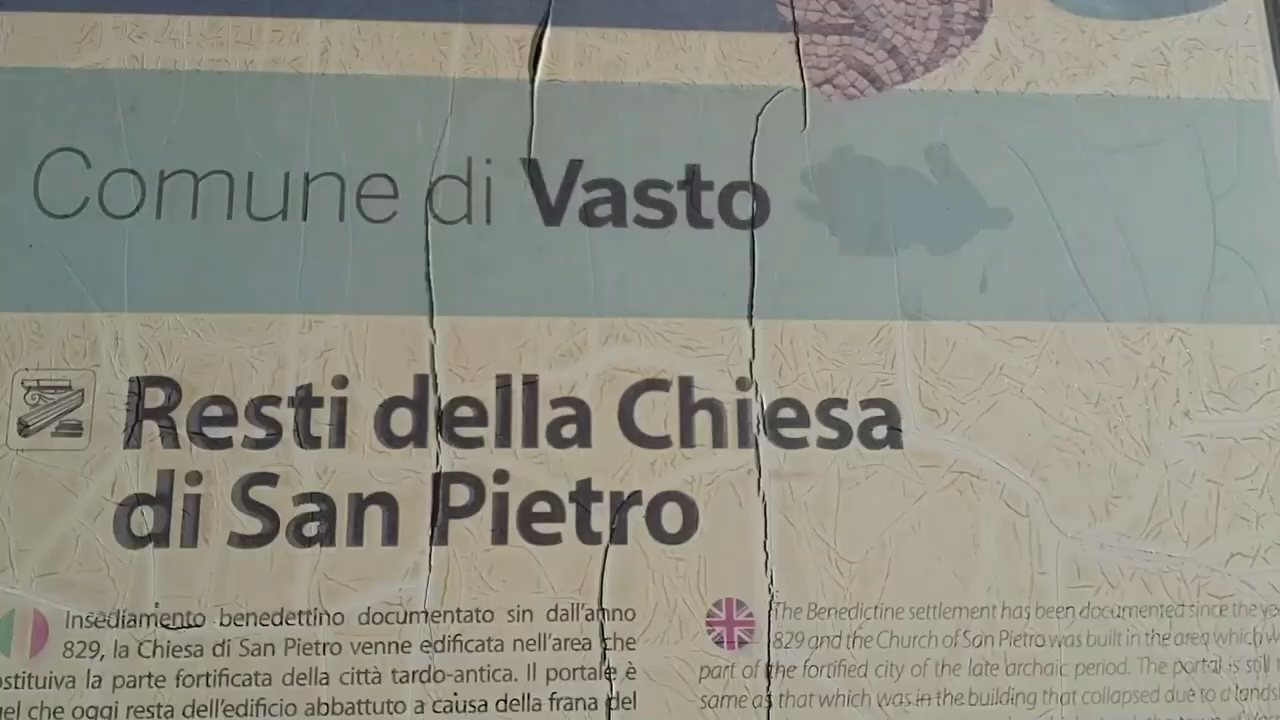 Comune di Vasto
Resti della Chiesa
di San Pietro
Insediamento benedettino documentato sin dall'anno
829, la Chiesa di San Pietro venne edificata nell'area che
stituiva la parte fortificata della città tardo-antica. Il portale è
el che oggi resta dell'edificio abbattuto a causa della frana del
The Benedictine settlement has been documented since the
829 and the Church of San Pietro was built in the area which
part of the fortified city of the late archaic period. The portal is still
same as that which was in the building that collapsed due to a